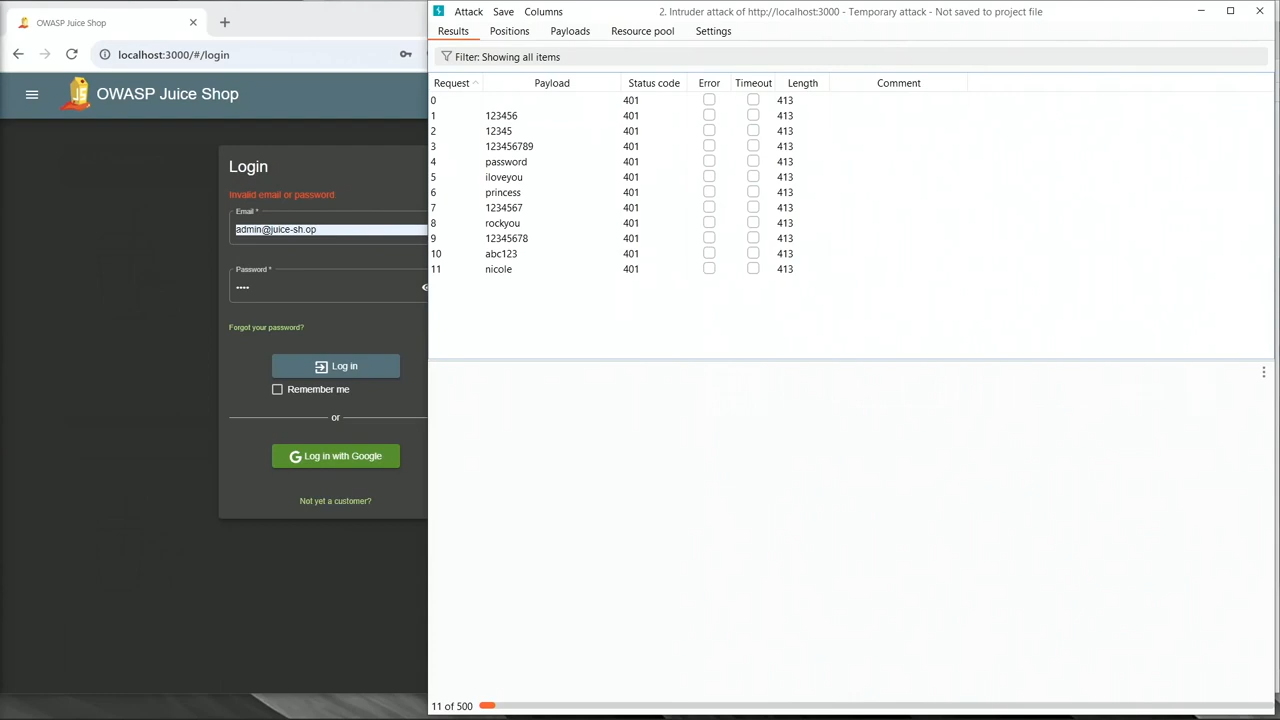 OWASP Juice Shop
localhost:3000/#/login
OWASP Juice Shop
Login
Invalid email or password.
Email *
admin@juice-sh.op
Password *
••••
Forgot your password?
Log in
Remember me
or
Log in with Google
Not yet a customer?
Attack Save Columns 2. Intruder attack of http://localhost:3000 - Temporary attack - Not saved to project file
Results Positions Payloads Resource pool Settings
Filter: Showing all items
Request Payload Status code Error Timeout Length Comment
0 401 413
1 123456 401 413
2 12345 401 413
3 123456789 401 413
4 password 401 413
5 iloveyou 401 413
6 princess 401 413
7 1234567 401 413
8 rockyou 401 413
9 12345678 401 413
10 abc123 401 413
11 nicole 401 413
11 of 500